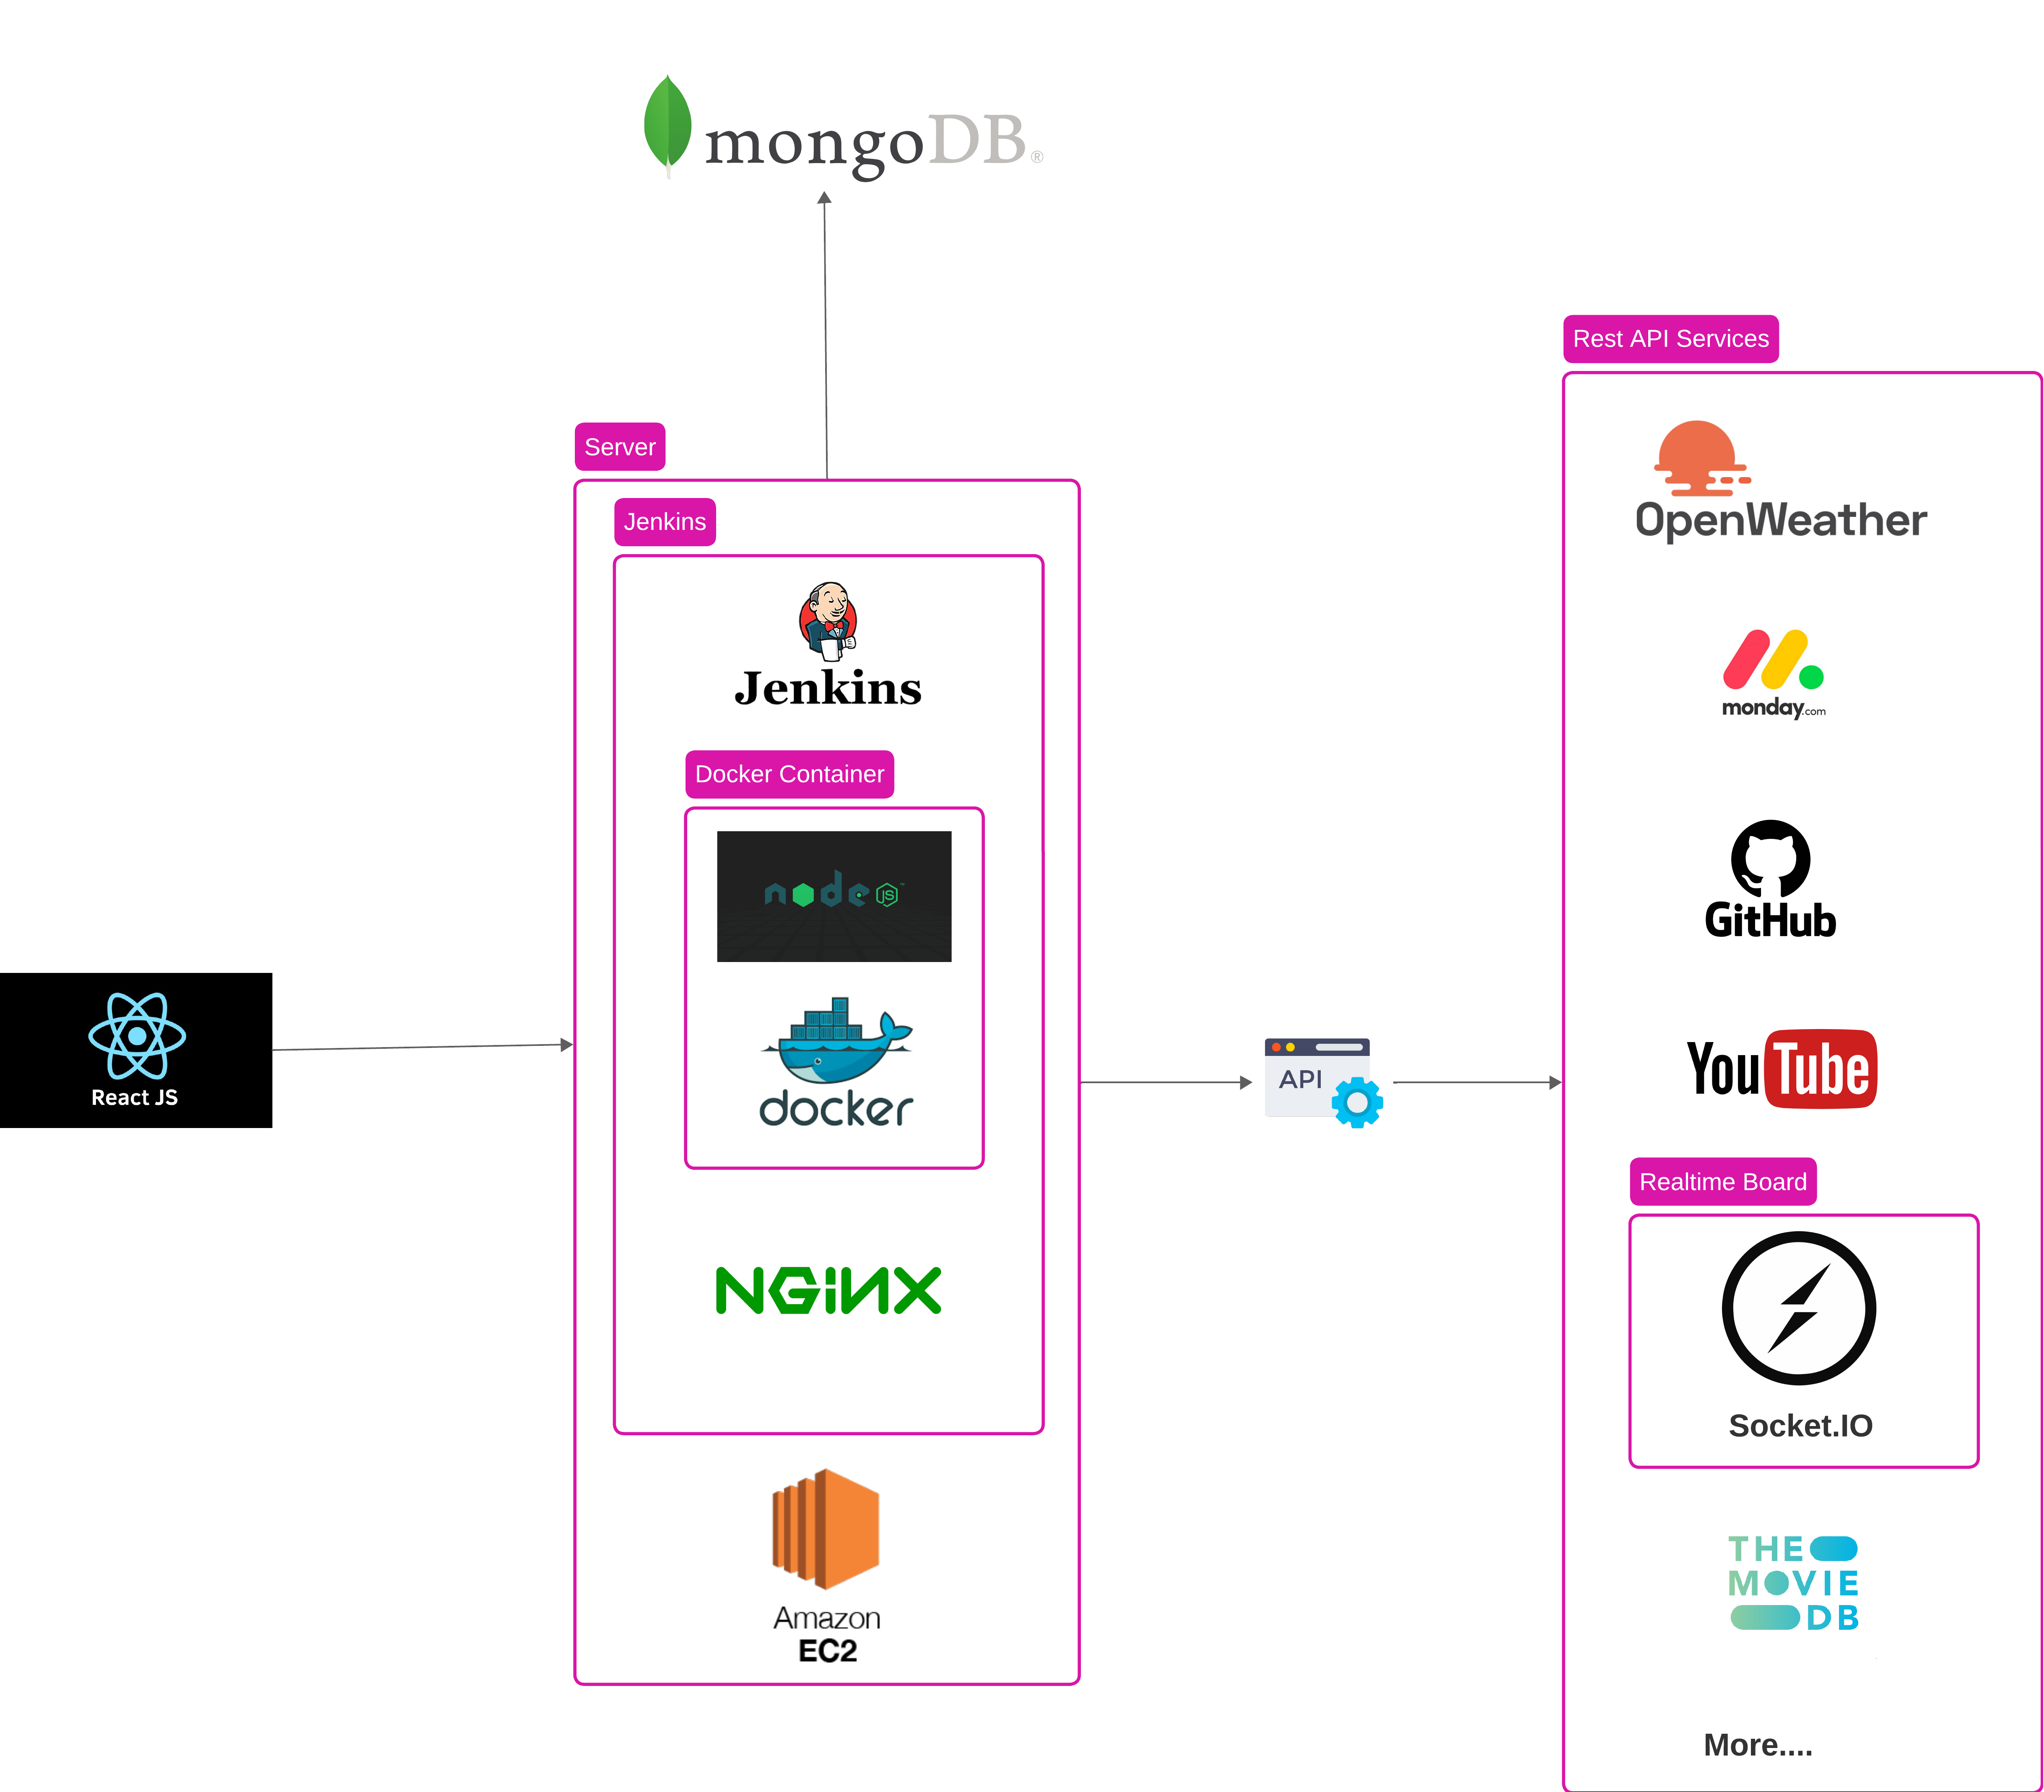 mongoDB®
Rest API Services
Server
OpenWeather
Jenkins
Jenkins
monday.com
Docker Container
node JS™
GitHub
React JS
docker
API
YouTube
Realtime Board
NGINX
Socket.IO
Amazon
EC2
THE
MOVIE
DB
More....